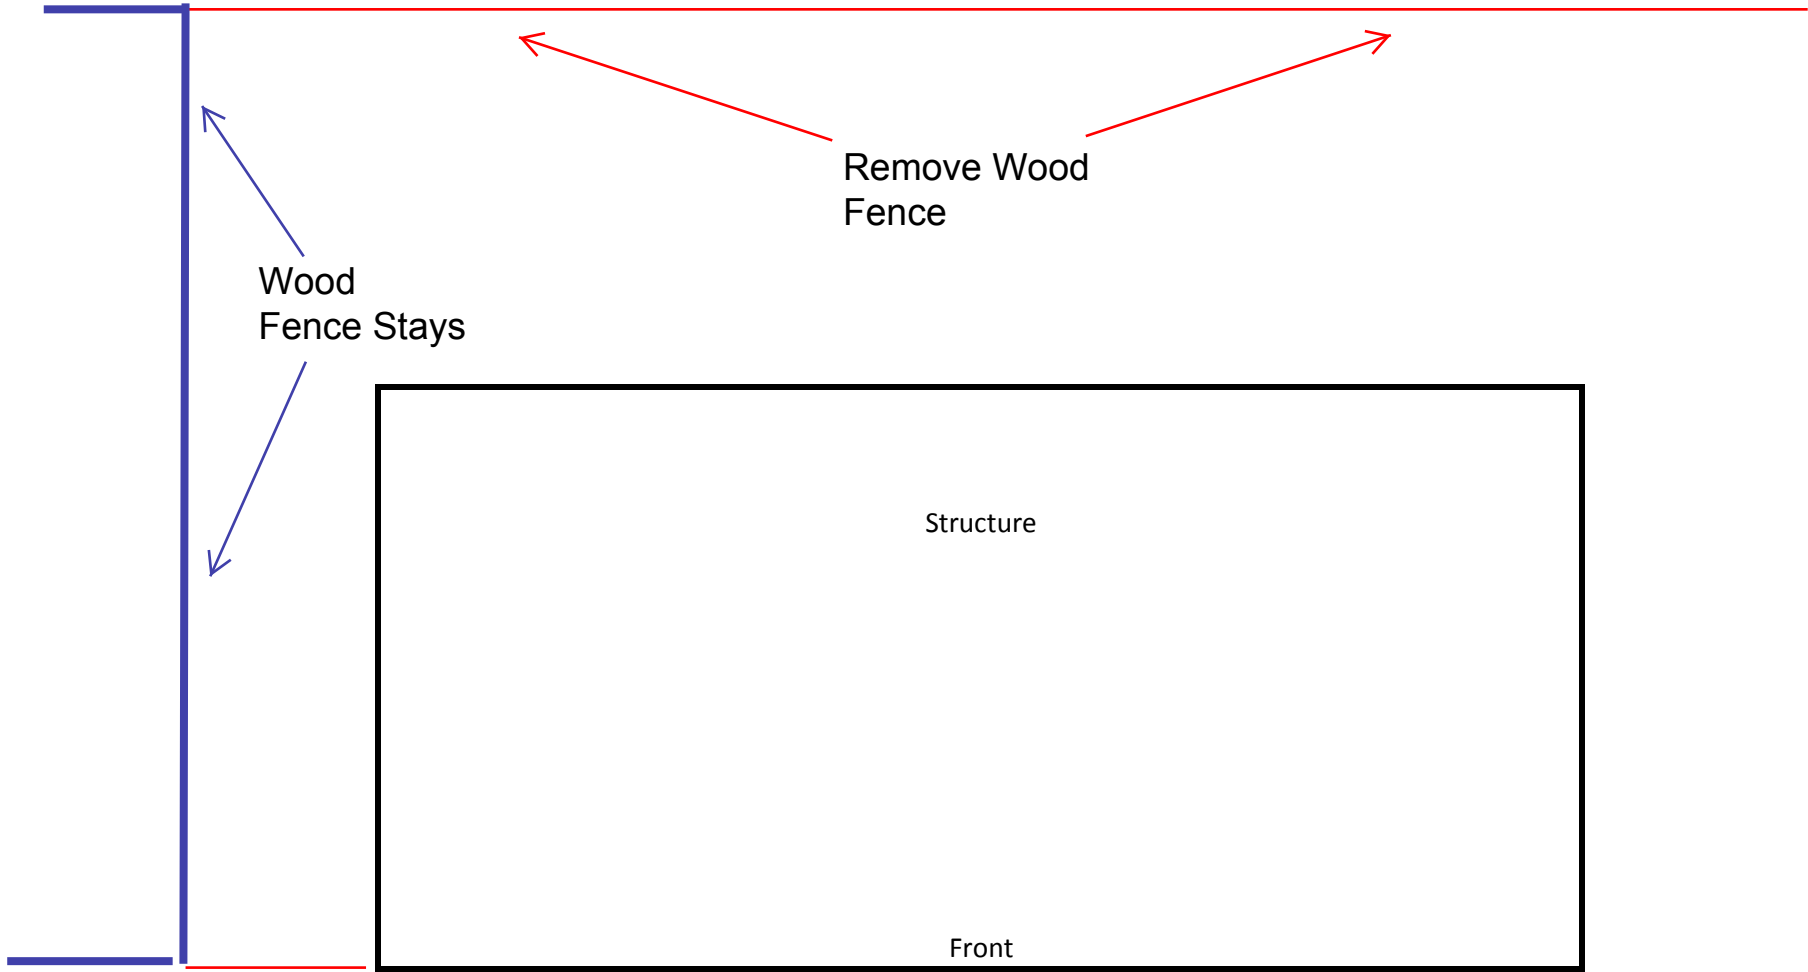 Remove Wood
Fence
Wood
Fence Stays
Structure
Front